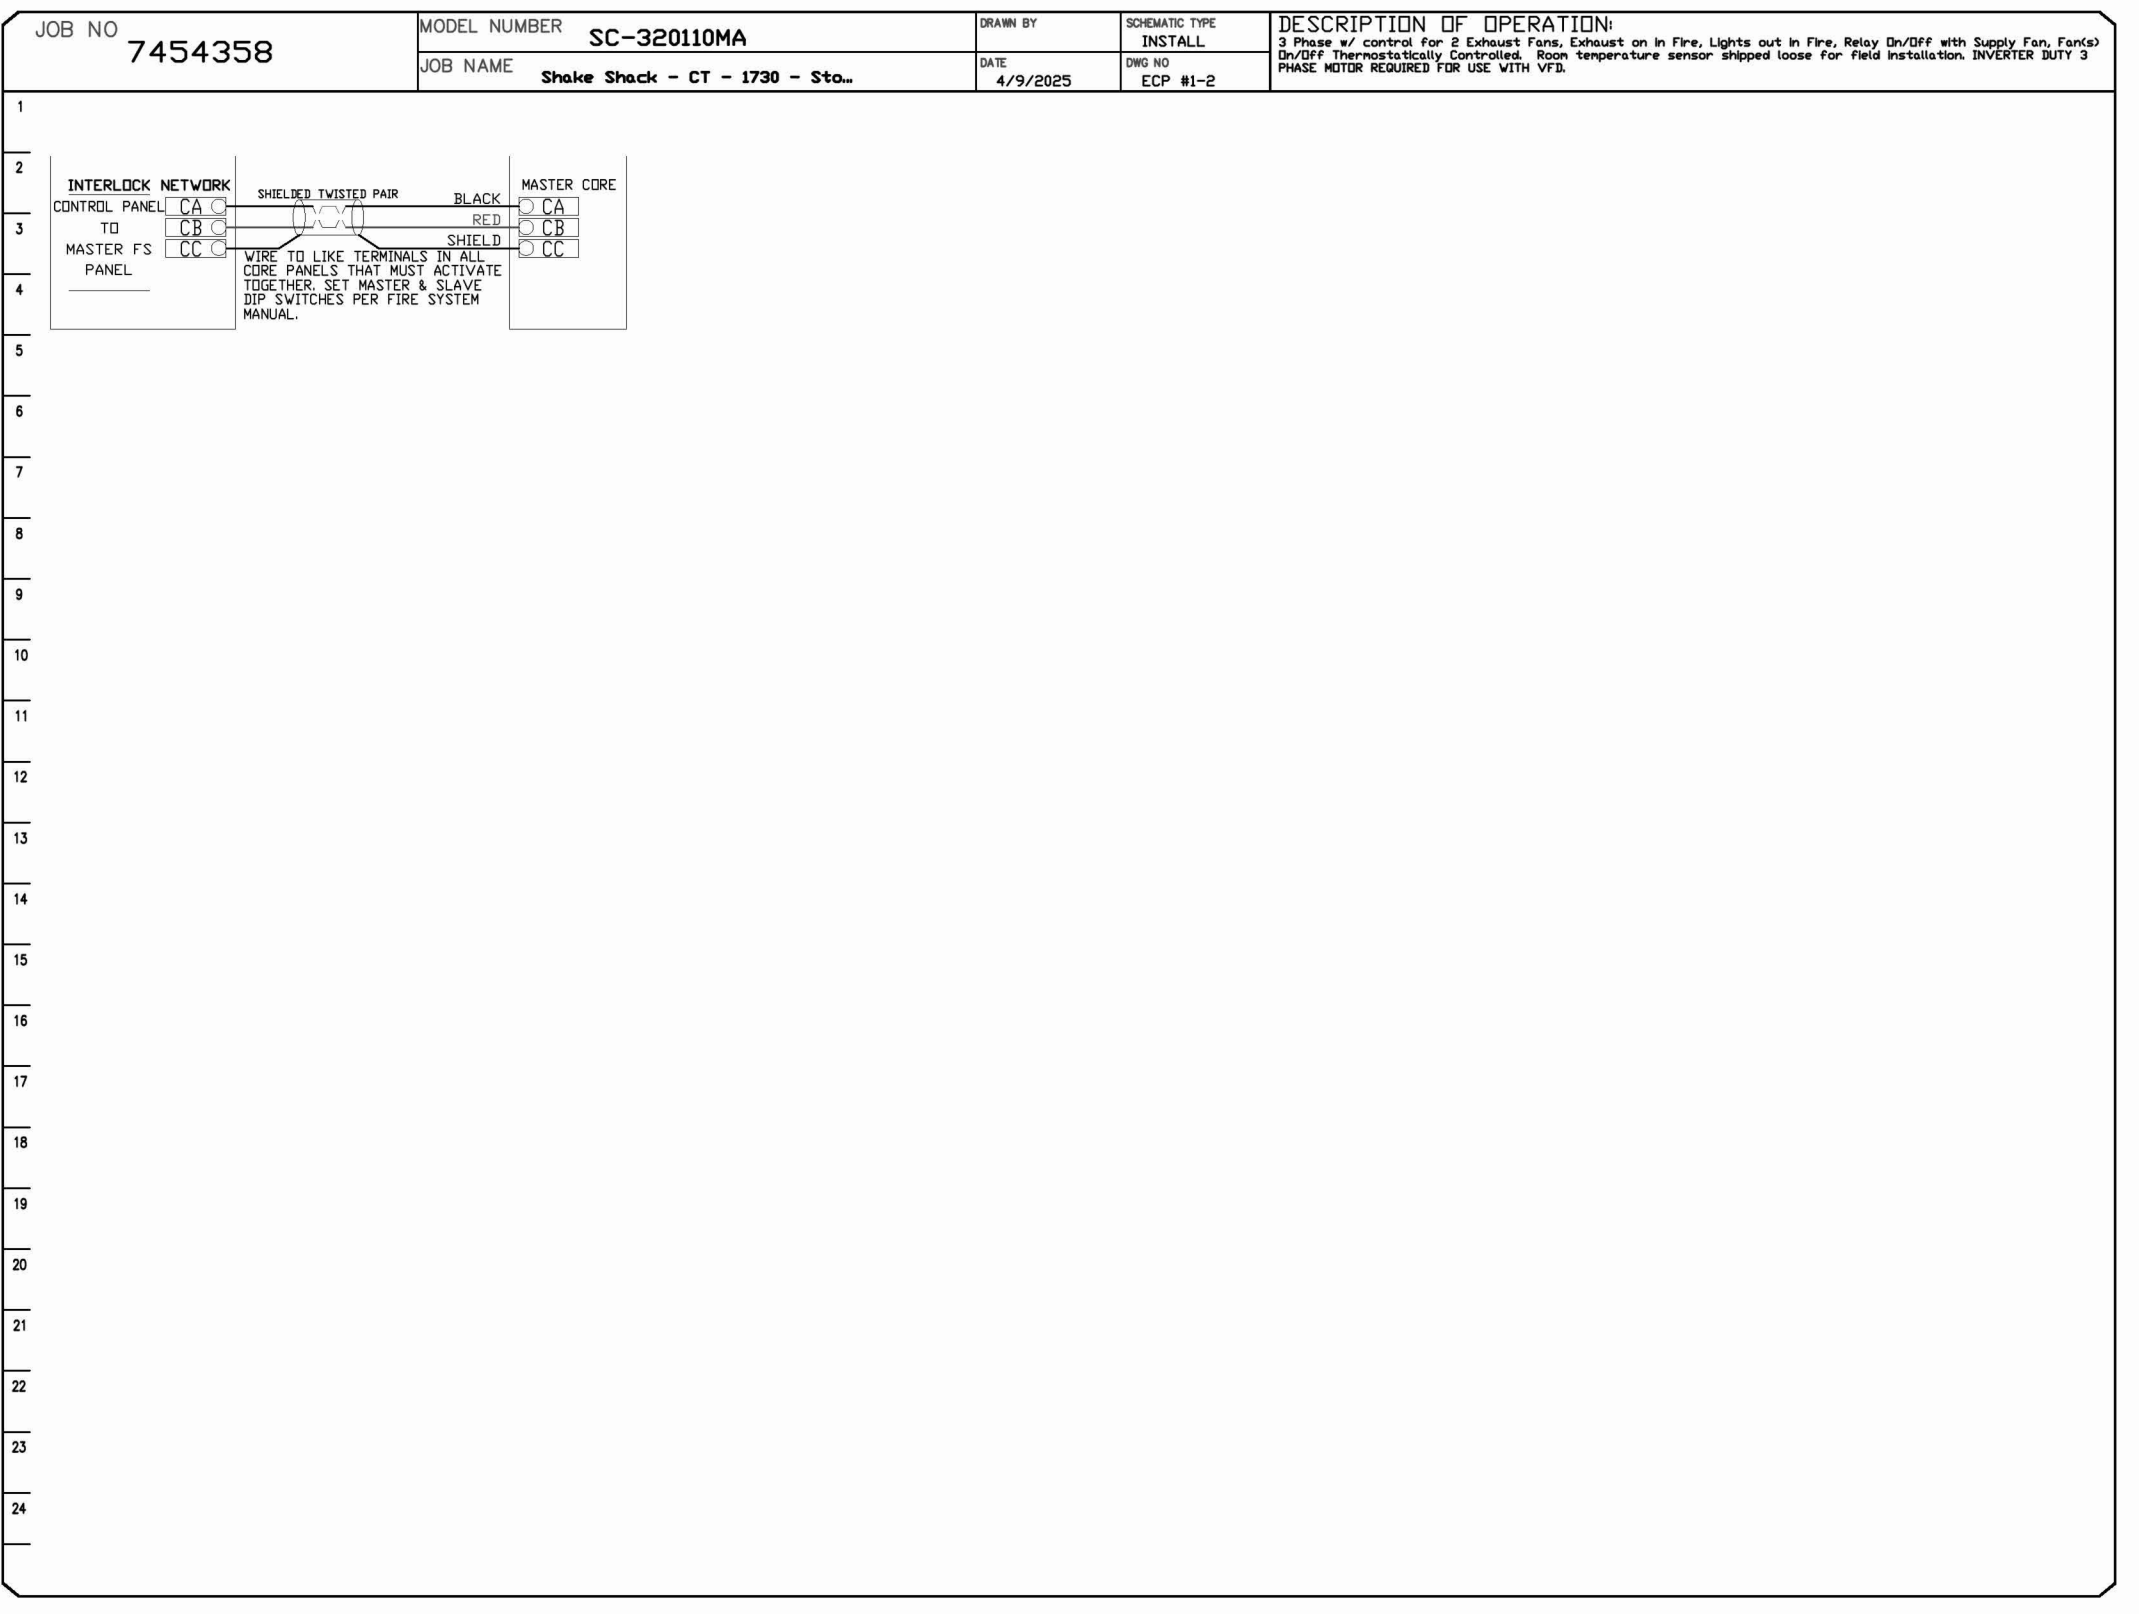 JOB NO
7454358
MODEL NUMBER
SC-320110MA
JOB NAME
Shake Shack - CT - 1730 - Sto...
DRAWN BY
DATE
4/9/2025
SCHEMATIC TYPE
INSTALL
DWG NO
ECP #1-2
DESCRIPTION OF OPERATION:
3 Phase w/ control for 2 Exhaust Fans, Exhaust on in Fire, Lights out in Fire, Relay On/Off with Supply Fan, Fan(s)
On/Off Thermostatically Controlled. Room temperature sensor shipped loose for field installation. INVERTER DUTY 3
PHASE MOTOR REQUIRED FOR USE WITH VFD.
1
2
3
4
5
6
7
8
9
10
11
12
13
14
15
16
17
18
19
20
21
22
23
24
INTERLOCK NETWORK
CONTROL PANEL
TO
MASTER FS
PANEL
CA
CB
CC
SHIELDED TWISTED PAIR
BLACK
RED
SHIELD
WIRE TO LIKE TERMINALS IN ALL
CORE PANELS THAT MUST ACTIVATE
TOGETHER. SET MASTER & SLAVE
DIP SWITCHES PER FIRE SYSTEM
MANUAL.
MASTER CORE
CA
CB
CC